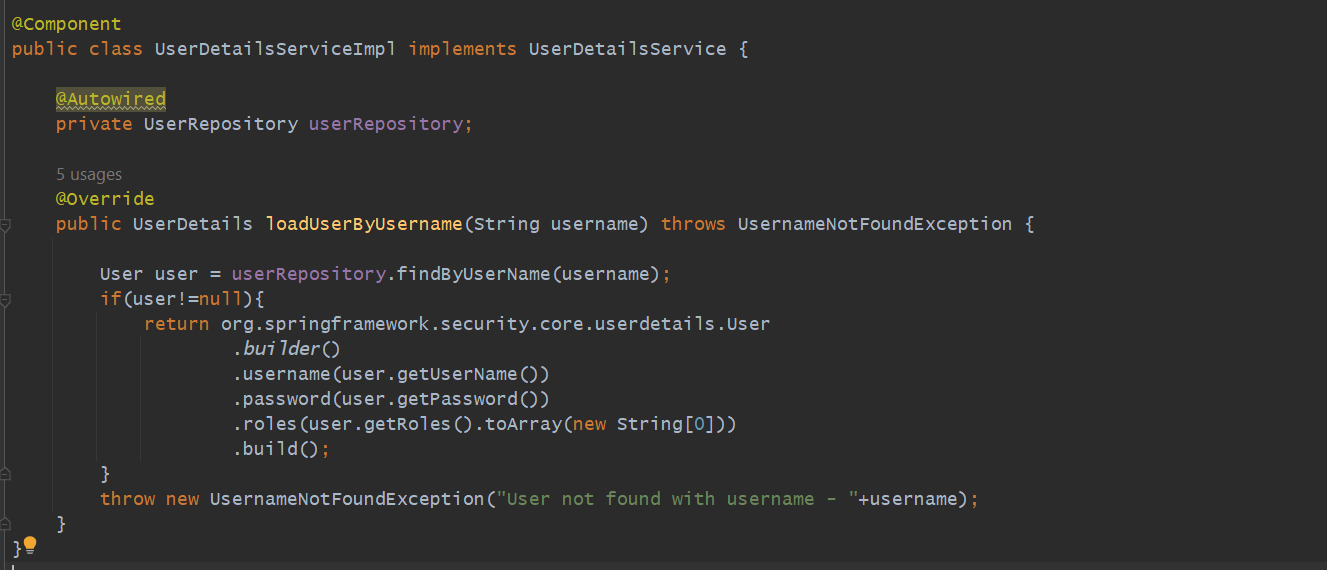 @Component
public class UserDetailsServiceImpl implements UserDetailsService {
@Autowired
private UserRepository userRepository;
5 usages
@Override
public UserDetails loadUserByUsername(String username) throws UsernameNotFoundException {
User user = userRepository.findByUserName(username);
if(user!=null){
return org.springframework.security.core.userdetails.User
.builder()
.username(user.getUserName())
.password(user.getPassword())
.roles(user.getRoles().toArray(new String[0]))
.build();
}
throw new UsernameNotFoundException("User not found with username - "+username);
}
}